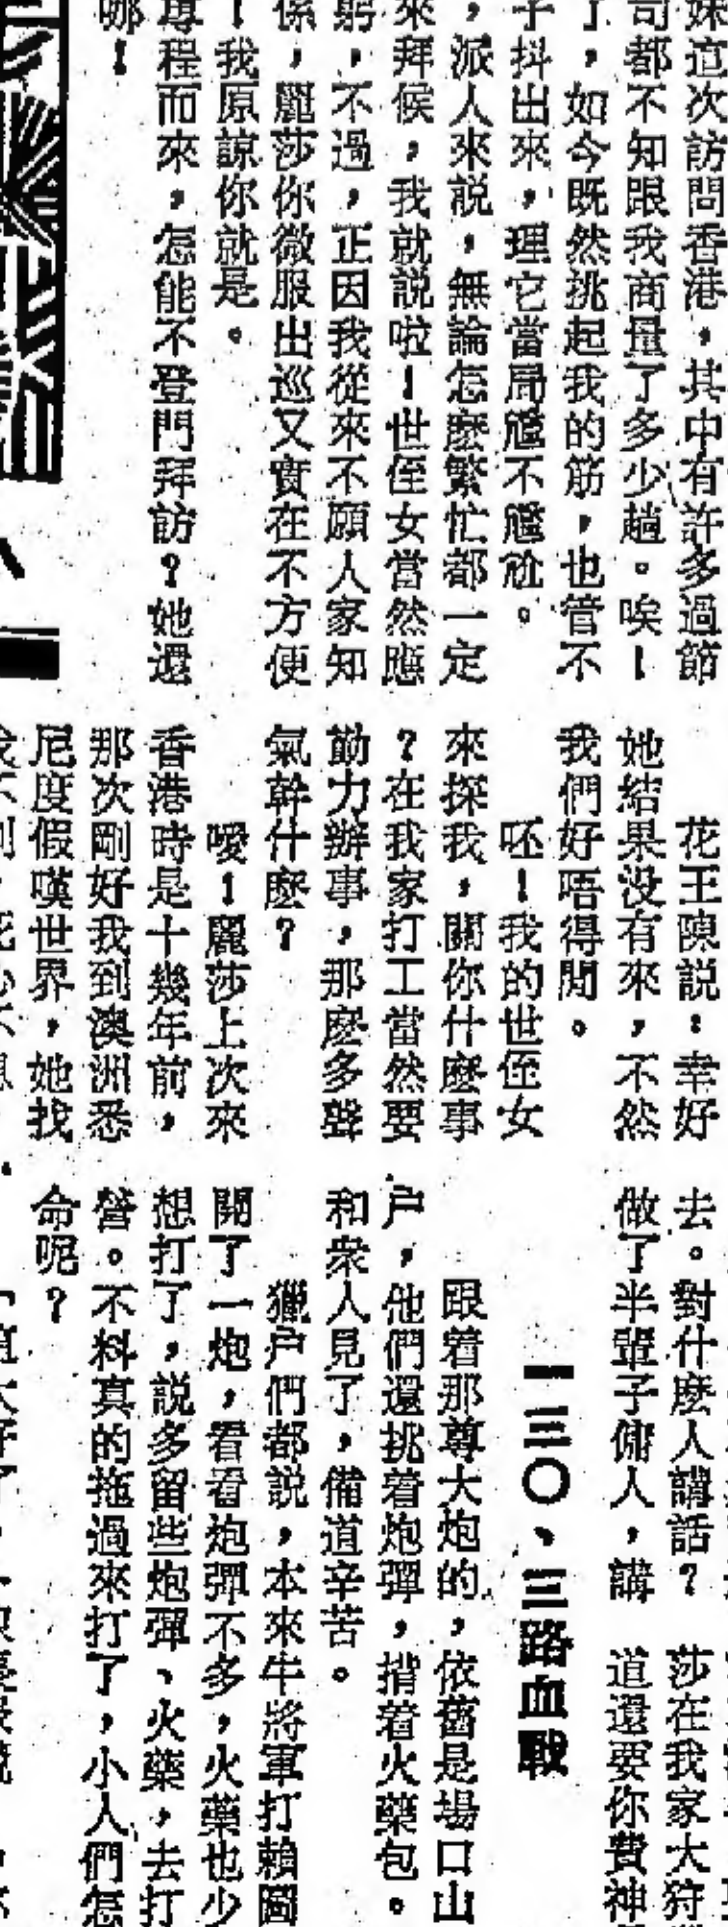 妹這次訪問香港，其中有許多過節
司都不知跟我商量了多少趟。唉！
了，如今既然挑起我的筋，也管不
子抖出來，理它當局尷不尷尬。
，派人來説，無論怎麽繁忙都一定
來拜候，我就説啦！世侄女當然應
躬，不過，正因我從來不願人家知
係，麗莎你微服出巡又實在不方便
！我原諒你就是。
專程而來，怎能不登門拜訪？她還
哪！
花王陳説：幸好
她結果没有來，不然
我們好唔得閒。
呸！我的世侄女
來探我，關你什麽事
？在我家打工當然要
勤力辦事，那麽多聲
氣幹什麽？
噯！麗莎上次來
香港時是十幾年前，
那次剛好我到澳洲悉
尼度假嘆世界，她找
去。對什麽人講話？
做了半輩子傭人，講
莎在我家大狩
道還要你費神
一三〇、三路血戰
跟着那尊大炮的，依舊是場口山
户，他們還挑着炮彈，揹着火藥包。
和衆人見了，備道辛苦。
獵户們都説，本來牛將軍打賴圖
開了一炮，看看炮彈不多，火藥也少
想打了，説多留些炮彈、火藥，去打
營。不料真的拖過來打了，小人們怎
命呢？